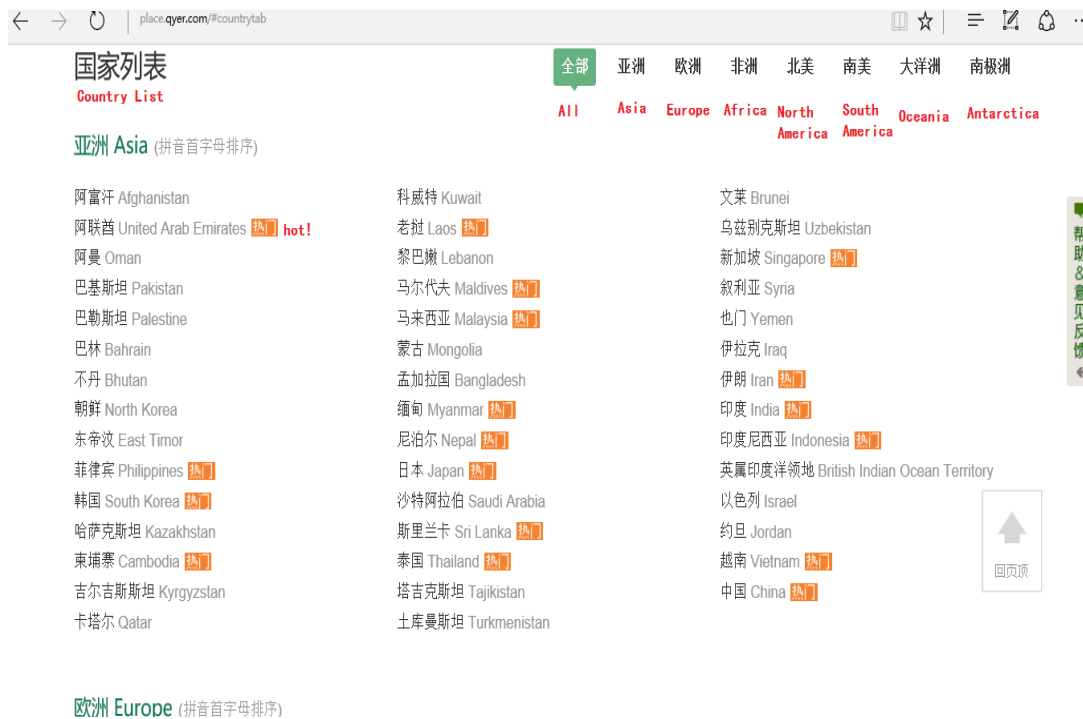 place.qyer.com/#countrytab
国家列表
Country List
全部 亚洲 欧洲 非洲 北美 南美 大洋洲 南极洲
All Asia Europe Africa North America South America Oceania Antarctica
亚洲 Asia (拼音首字母排序)
阿富汗 Afghanistan
阿联酋 United Arab Emirates 热门 hot!
阿曼 Oman
巴基斯坦 Pakistan
巴勒斯坦 Palestine
巴林 Bahrain
不丹 Bhutan
朝鲜 North Korea
东帝汶 East Timor
菲律宾 Philippines 热门
韩国 South Korea 热门
哈萨克斯坦 Kazakhstan
柬埔寨 Cambodia 热门
吉尔吉斯斯坦 Kyrgyzstan
卡塔尔 Qatar
科威特 Kuwait
老挝 Laos 热门
黎巴嫩 Lebanon
马尔代夫 Maldives 热门
马来西亚 Malaysia 热门
蒙古 Mongolia
孟加拉国 Bangladesh
缅甸 Myanmar 热门
尼泊尔 Nepal 热门
日本 Japan 热门
沙特阿拉伯 Saudi Arabia
斯里兰卡 Sri Lanka 热门
泰国 Thailand 热门
塔吉克斯坦 Tajikistan
土库曼斯坦 Turkmenistan
文莱 Brunei
乌兹别克斯坦 Uzbekistan
新加坡 Singapore 热门
叙利亚 Syria
也门 Yemen
伊拉克 Iraq
伊朗 Iran 热门
印度 India 热门
印度尼西亚 Indonesia 热门
英属印度洋领地 British Indian Ocean Territory
以色列 Israel
约旦 Jordan
越南 Vietnam 热门
中国 China 热门
帮助&意见反馈
回页顶
欧洲 Europe (拼音首字母排序)